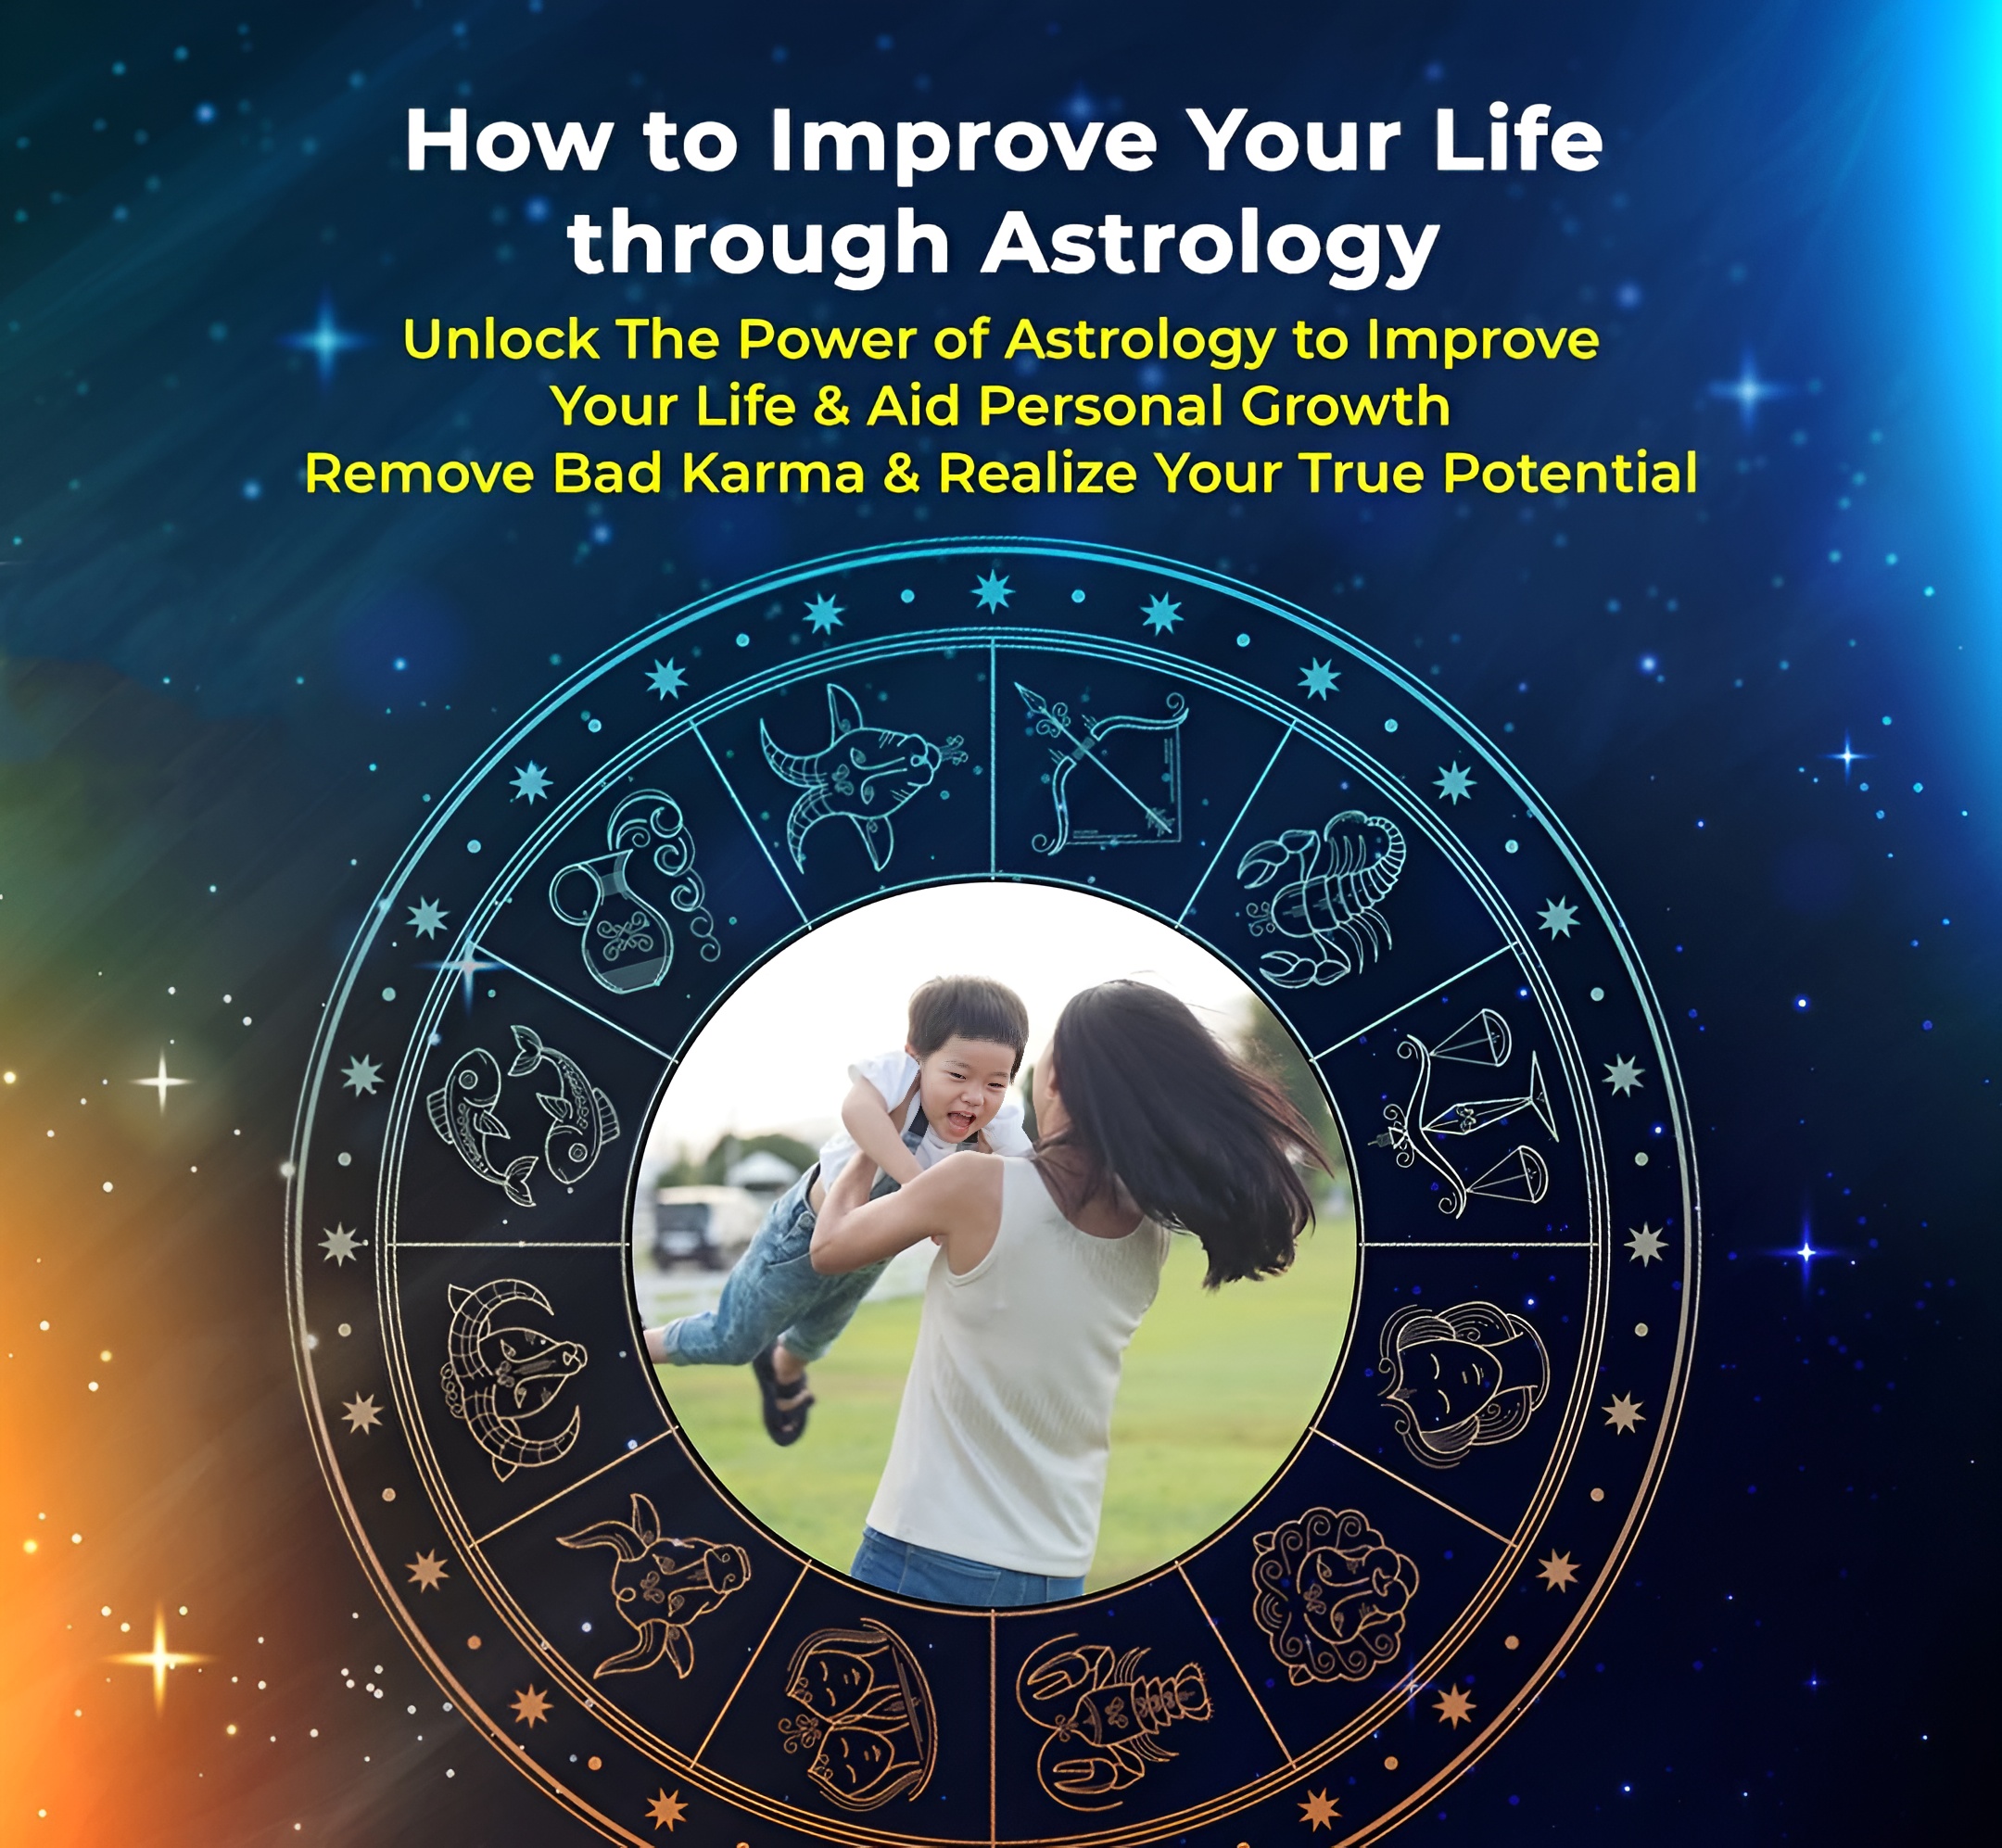 How to Improve Your Life
through Astrology
Unlock The Power of Astrology to Improve
Your Life & Aid Personal Growth
Remove Bad Karma & Realize Your True Potential